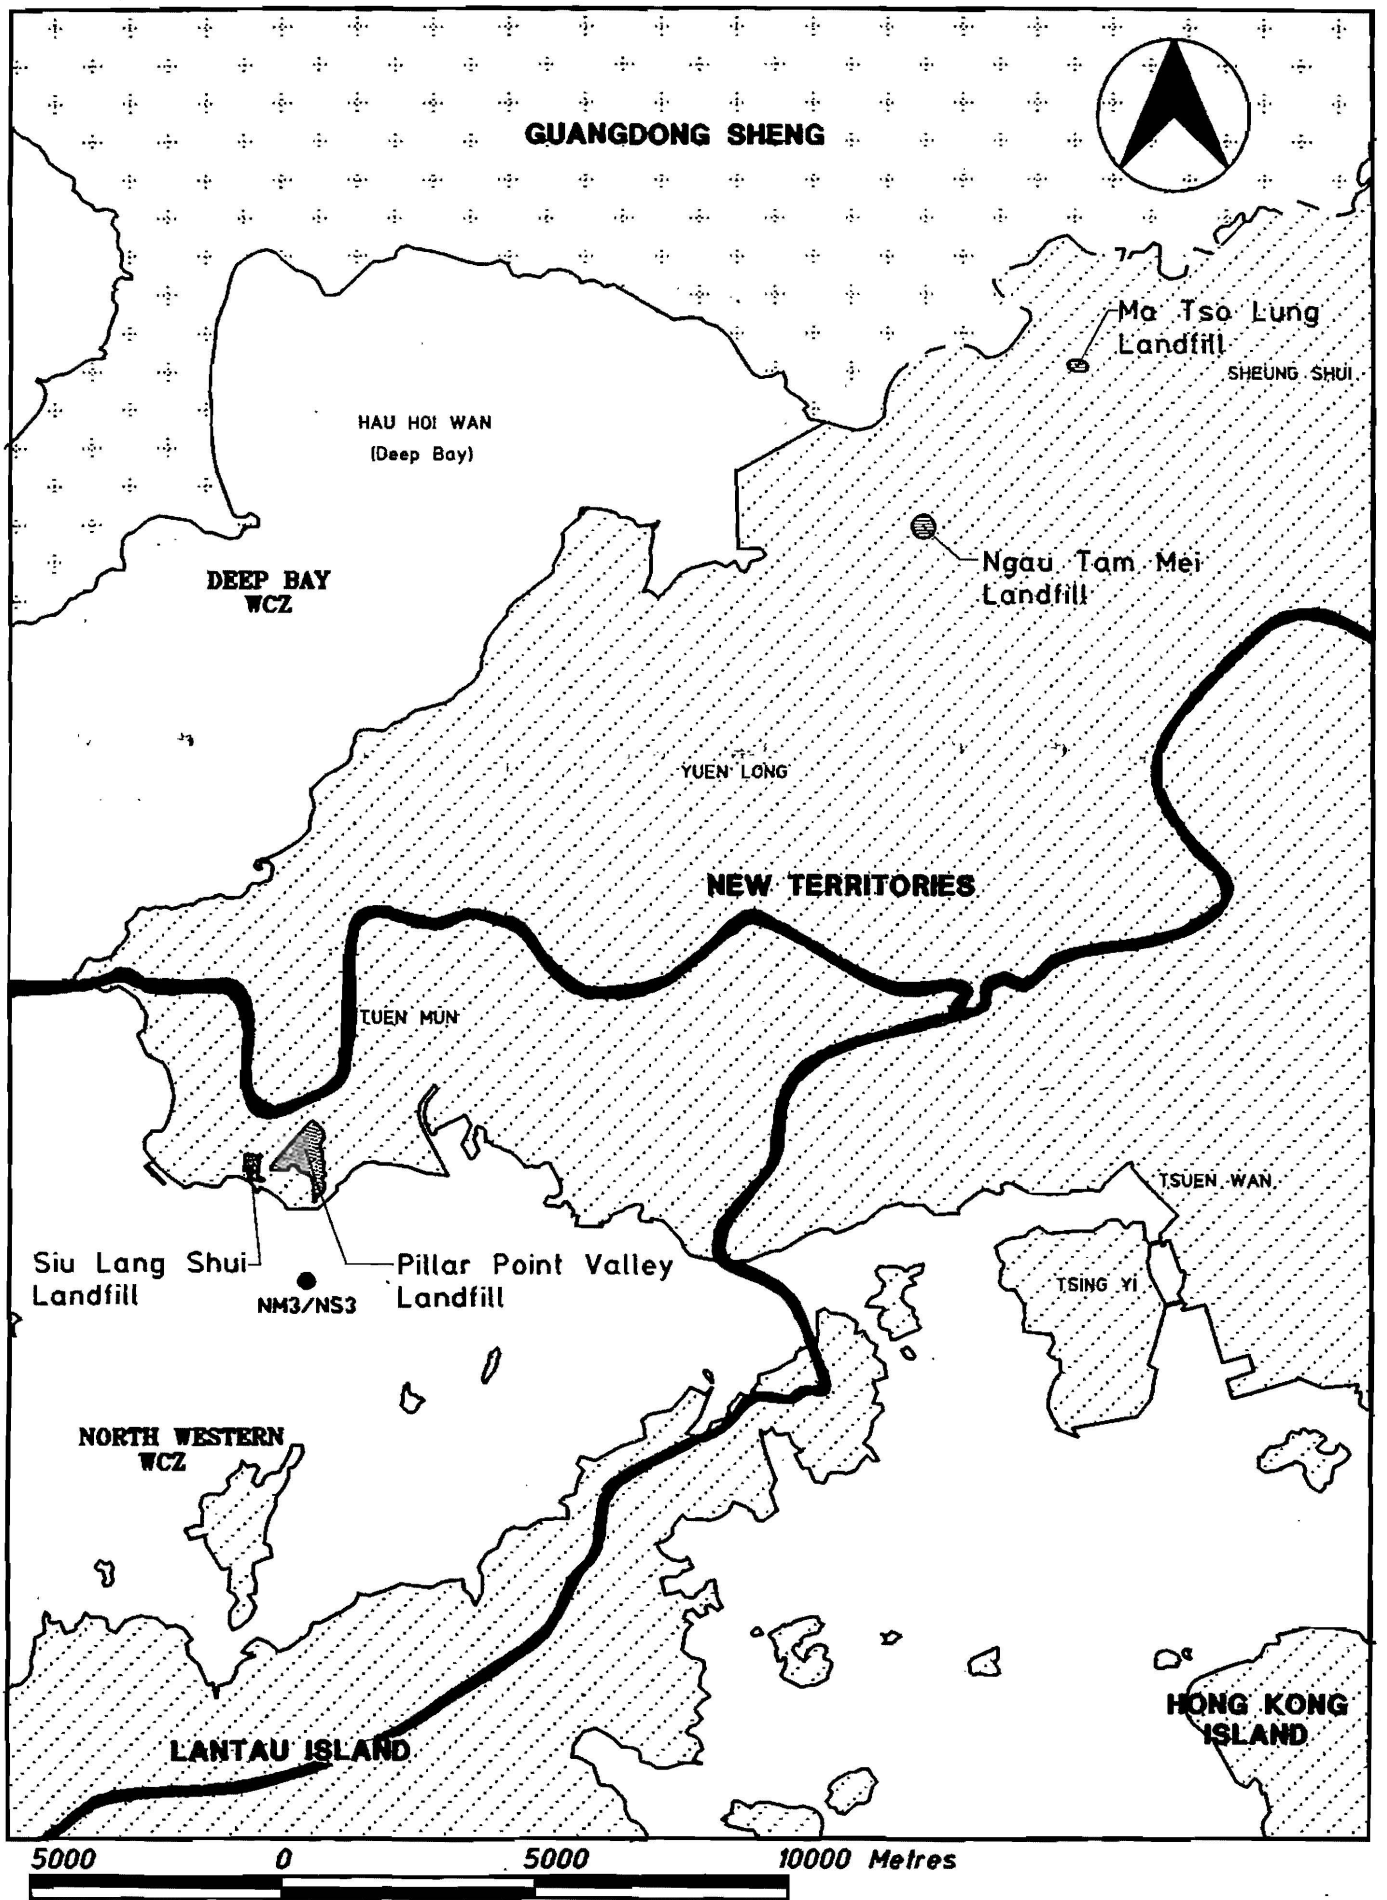 GUANGDONG SHENG
Ma Tso Lung
Landfill
SHEUNG SHUI
HAU HOI WAN
(Deep Bay)
Ngau Tam Mei
Landfill
DEEP BAY
WCZ
YUEN LONG
NEW TERRITORIES
TUEN MUN
TSUEN WAN
Siu Lang Shui
Landfill
Pillar Point Valley
Landfill
NM3/NS3
TSING YI
NORTH WESTERN
WCZ
HONG KONG
ISLAND
LANTAU ISLAND
5000 0 5000 10000 Metres